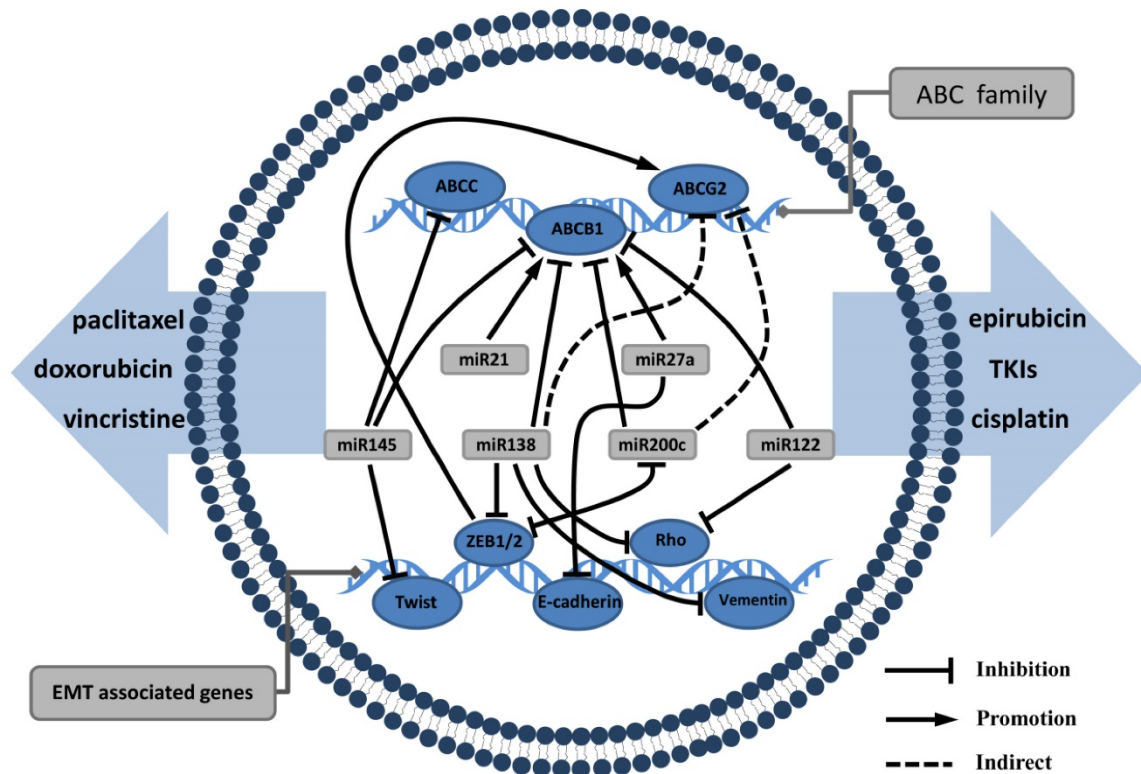 ABC family
ABCC
ABCG2
ABCB1
paclitaxel
doxorubicin
vincristine
epirubicin
TKIs
cisplatin
miR21
miR27a
miR145
miR138
miR200c
miR122
ZEB1/2
Rho
Twist
E-cadherin
Vementin
EMT associated genes
Inhibition
Promotion
Indirect